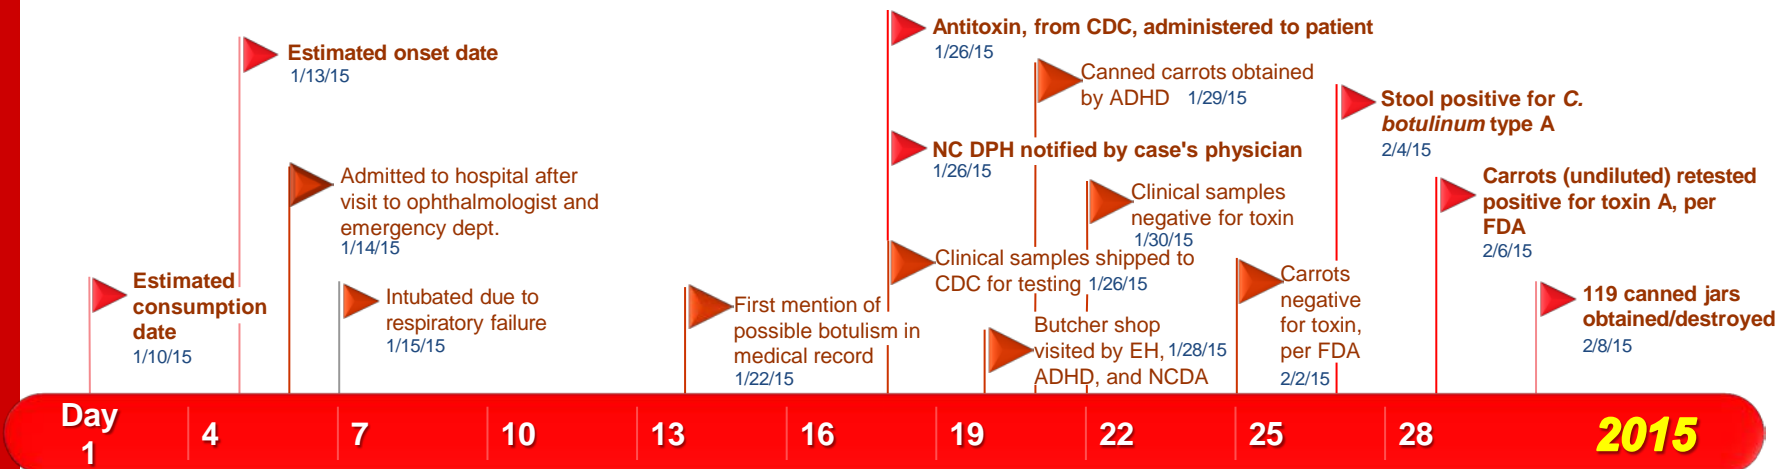 Antitoxin, from CDC, administered to patient
1/26/15
Estimated onset date
1/13/15
Canned carrots obtained
by ADHD 1/29/15
Stool positive for C.
botulinum type A
2/4/15
NC DPH notified by case's physician
1/26/15
Admitted to hospital after
visit to ophthalmologist and
emergency dept.
1/14/15
Clinical samples
negative for toxin
1/30/15
Carrots (undiluted) retested
positive for toxin A, per
FDA
2/6/15
Clinical samples shipped to
CDC for testing 1/26/15
Estimated
consumption
date
1/10/15
Intubated due to
respiratory failure
1/15/15
First mention of
possible botulism in
medical record
1/22/15
Butcher shop
visited by EH, 1/28/15
ADHD, and NCDA
Carrots
negative
for toxin,
per FDA
2/2/15
119 canned jars
obtained/destroyed
2/8/15
Day
1
4
7
10
13
16
19
22
25
28
2015